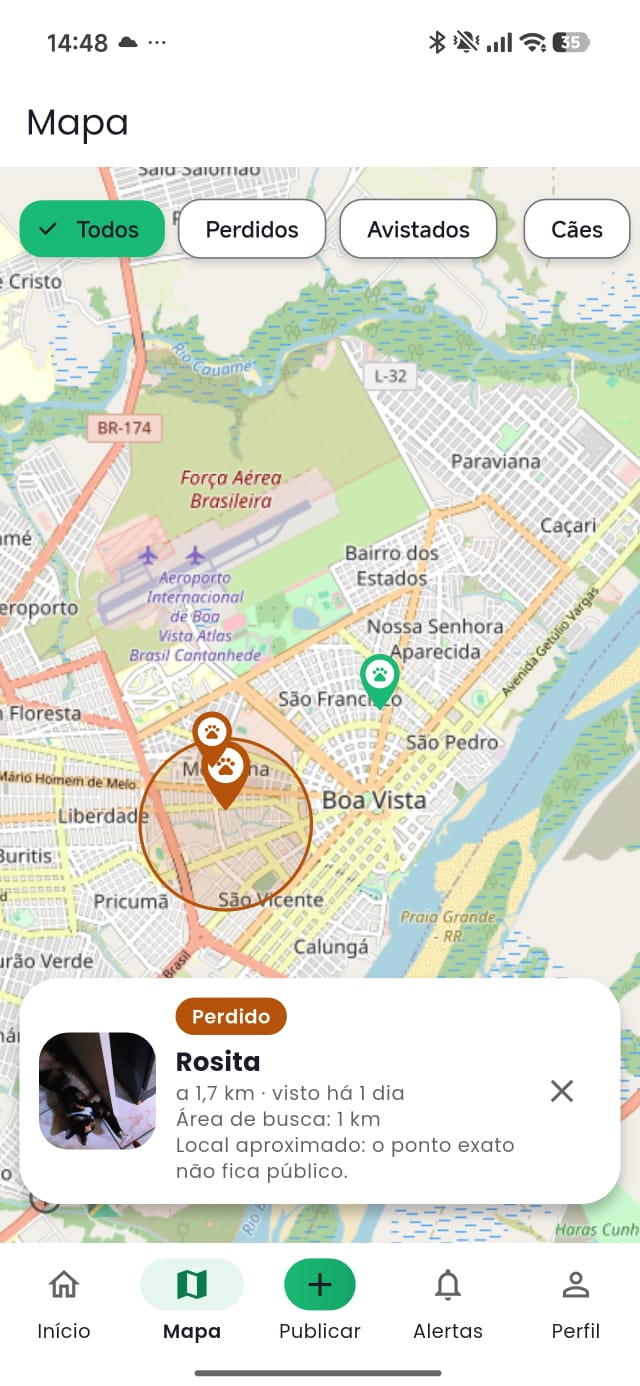 14:48
35
Mapa
Said Salomão
Todos
Perdidos
Avistados
Cães
Cristo
Rio Cauamé
L-32
BR-174
Paraviana
Força Aérea
Brasileira
Caçari
Bairro dos
Estados
Aeroporto
Internacional
de Boa
Vista Atlas
Brasil Cantanhede
eroporto
Nossa Senhora
Aparecida
Avenida Getúlio Vargas
São Francisco
Floresta
São Pedro
Mário Homem de Melo
Boa Vista
Liberdade
Buritis
Pricumã
São Vicente
Praia Grande
- RR
Calungá
Brasil
urão Verde
Perdido
Rosita
a 1,7 km · visto há 1 dia
Área de busca: 1 km
Local aproximado: o ponto exato
não fica público.
Rio B
Haras Cunh
Início
Mapa
Publicar
Alertas
Perfil